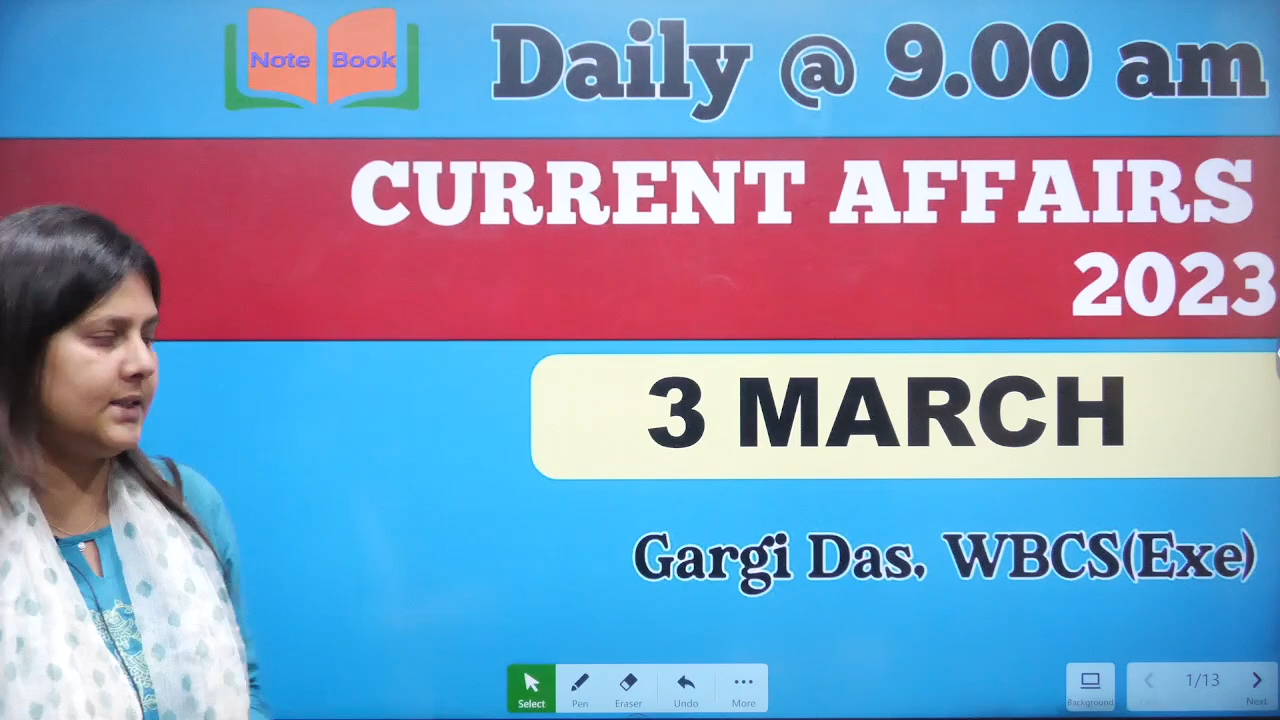 Note Book
Daily @ 9.00 am
CURRENT AFFAIRS
2023
3 MARCH
Gargi Das, WBCS(Exe)
Select Pen Eraser Undo More
Background
1/13
Next